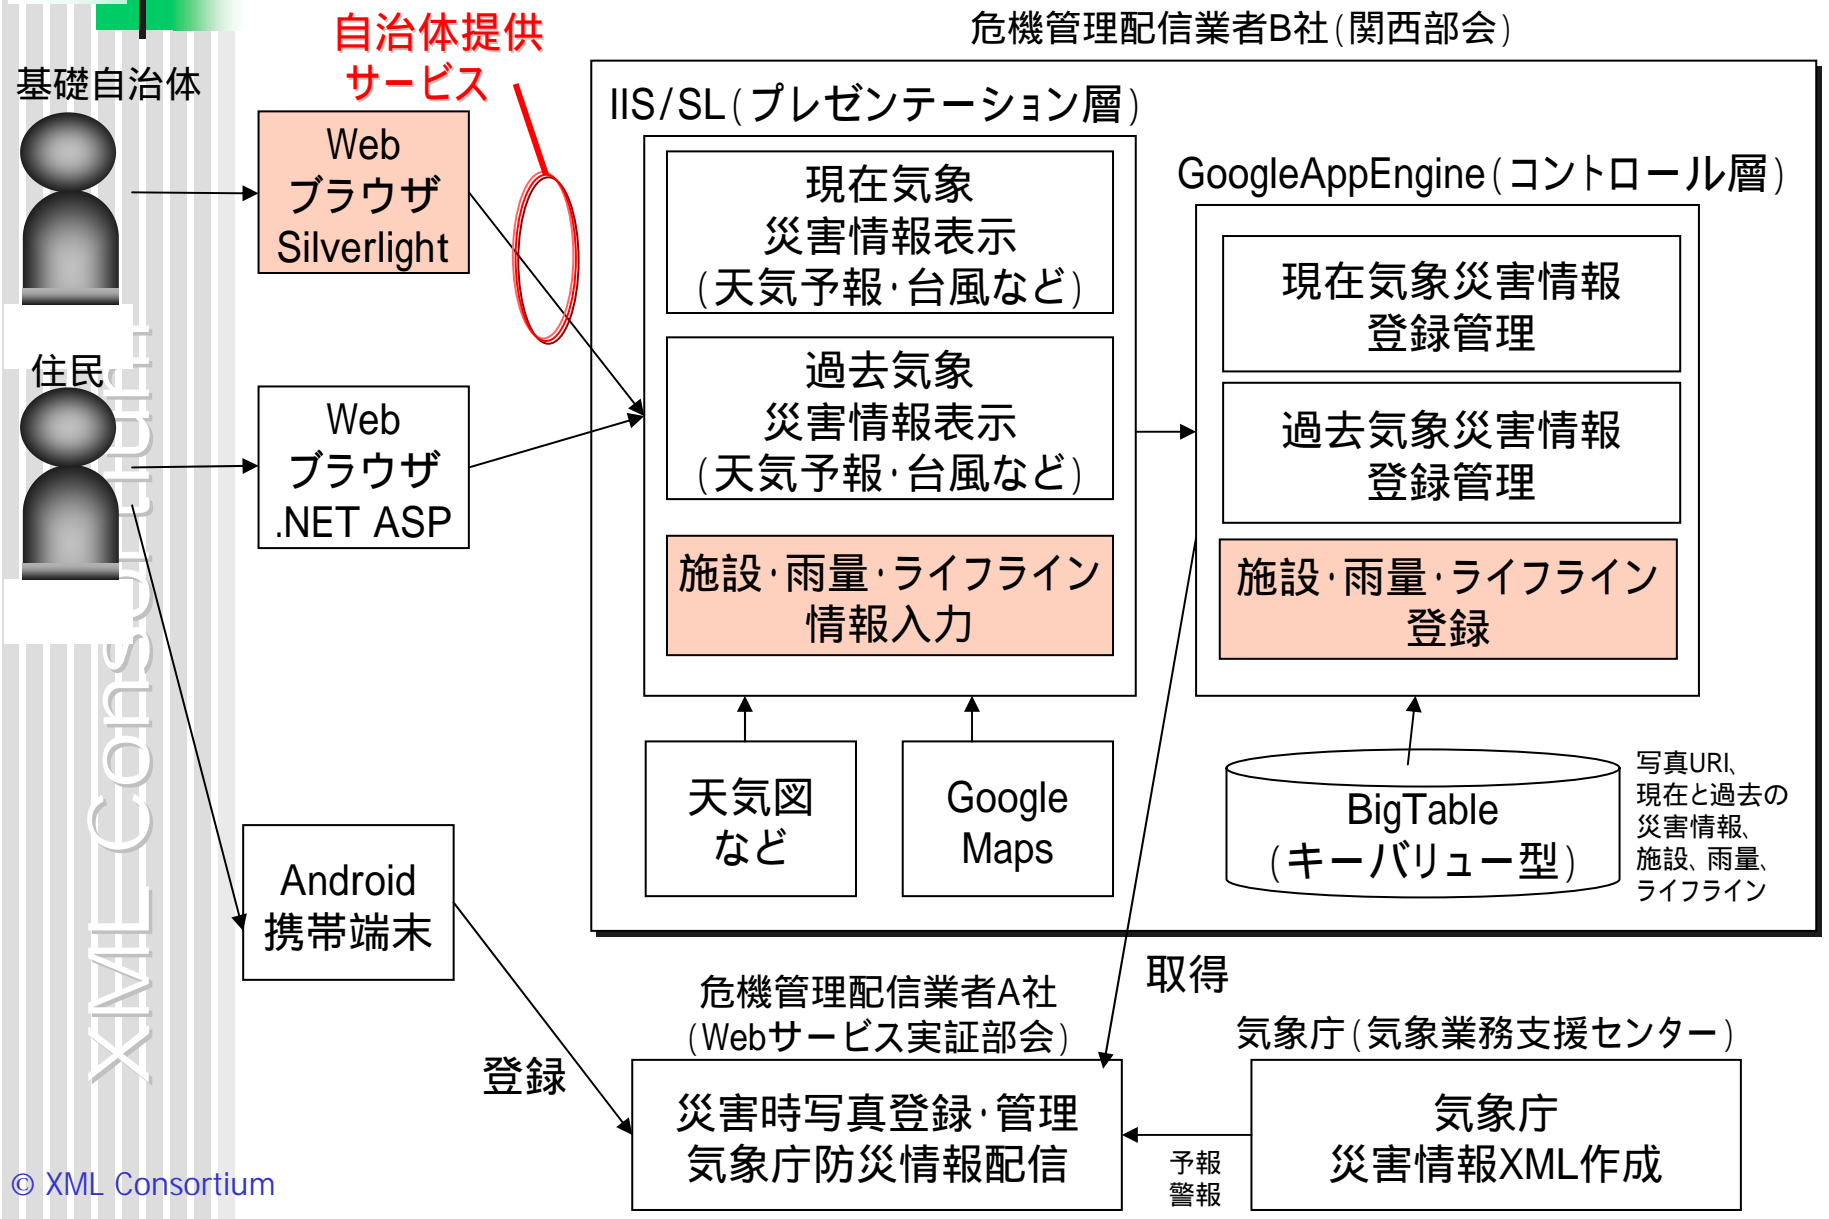 自治体提供
サービス
危機管理配信業者B社(関西部会)
基礎自治体
Web
ブラウザ
Silverlight
住民
Web
ブラウザ
.NET ASP
Android
携帯端末
IIS/SL(プレゼンテーション層)
現在気象
災害情報表示
(天気予報・台風など)
過去気象
災害情報表示
(天気予報・台風など)
施設・雨量・ライフライン
情報入力
GoogleAppEngine(コントロール層)
現在気象災害情報
登録管理
過去気象災害情報
登録管理
施設・雨量・ライフライン
登録
天気図
など
Google
Maps
BigTable
(キーバリュー型)
写真URI、
現在と過去の
災害情報、
施設、雨量、
ライフライン
取得
登録
危機管理配信業者A社
(Webサービス実証部会)
災害時写真登録・管理
気象庁防災情報配信
予報
警報
気象庁(気象業務支援センター)
気象庁
災害情報XML作成
XML Consortium
© XML Consortium